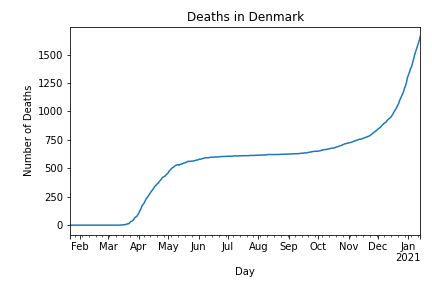 Deaths in Denmark
Number of Deaths
1500
1250
1000
750
500
250
0
Feb Mar Apr May Jun Jul Aug Sep Oct Nov Dec Jan
2021
Day